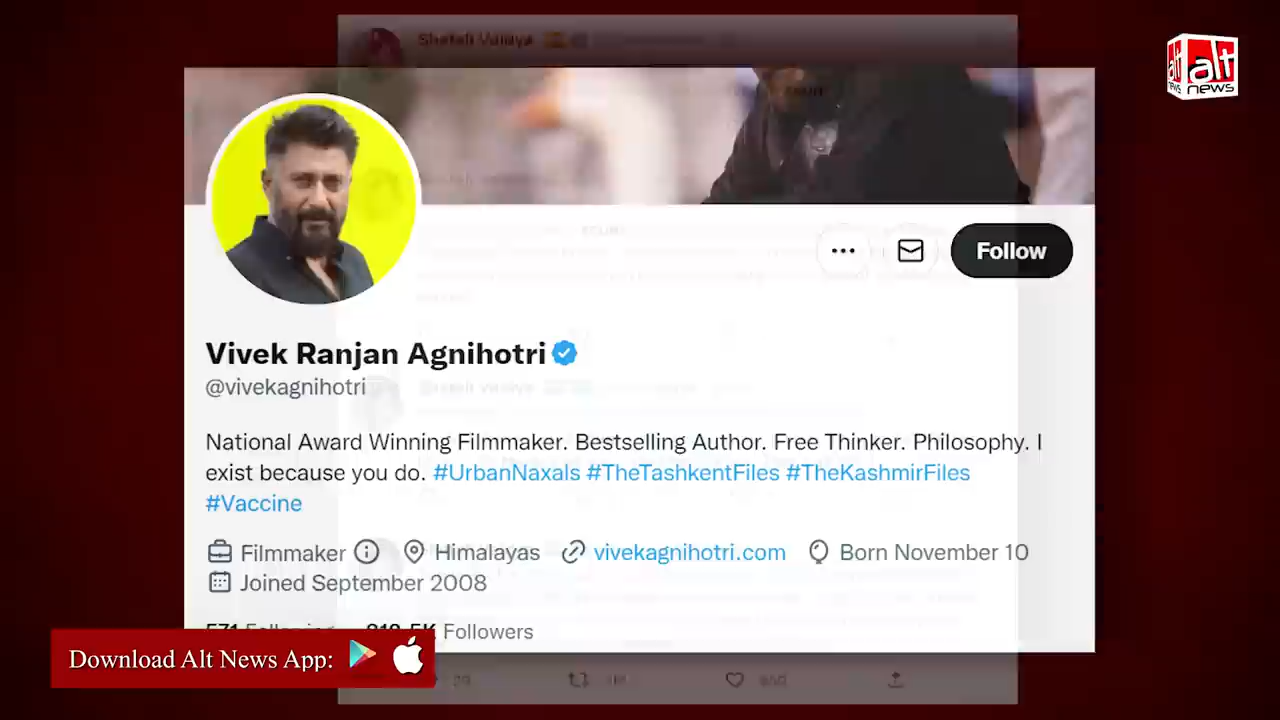 alt
news
Follow
Vivek Ranjan Agnihotri
@vivekagnihotri
National Award Winning Filmmaker. Bestselling Author. Free Thinker. Philosophy. I
exist because you do. #UrbanNaxals #TheTashkentFiles #TheKashmirFiles
#Vaccine
Filmmaker Himalayas vivekagnihotri.com Born November 10
Joined September 2008
571 Following Followers
Download Alt News App: